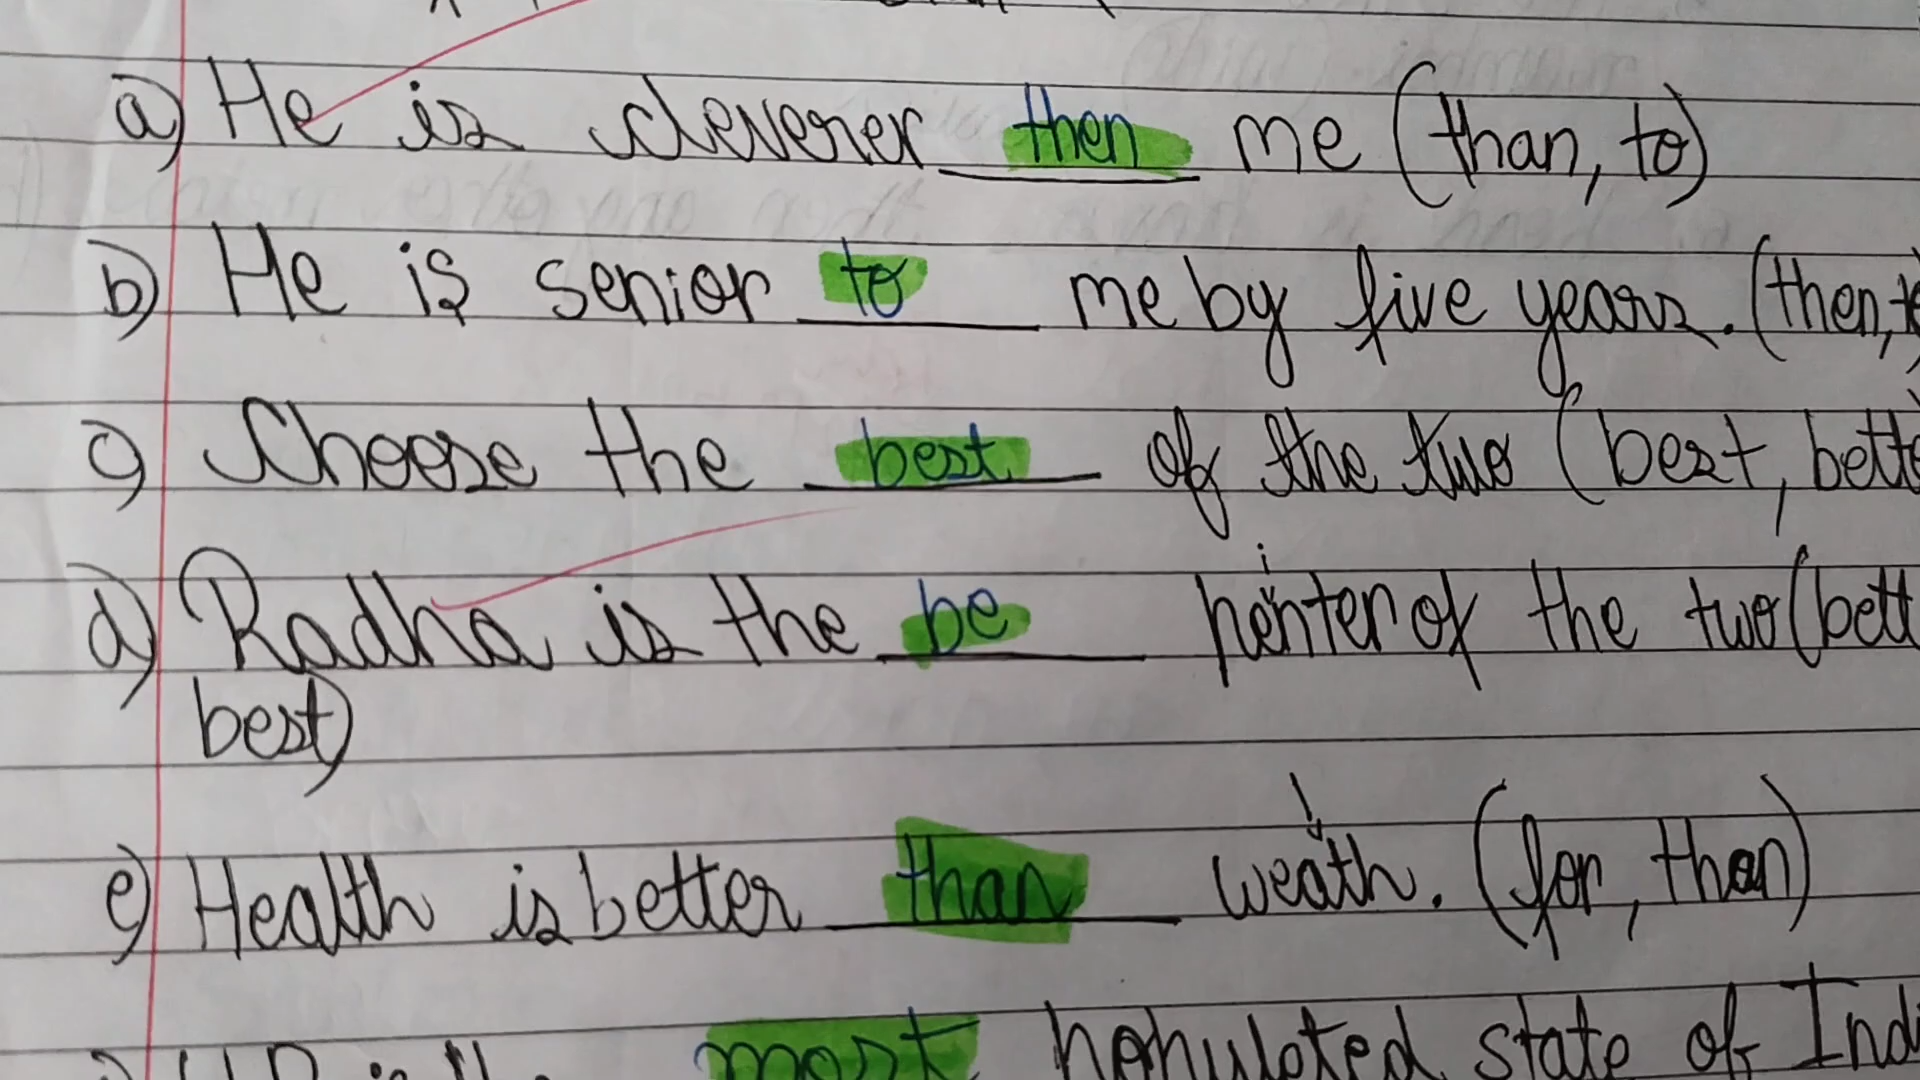 a) He is cleverer then me (than, to)
b) He is senior to me by five years. (then, t
c) Choose the best of the two (best, bette
d) Radha is the be painter of the two (bett
best)
e) Health is better than wealth. (for, than)
most populated state of Ind